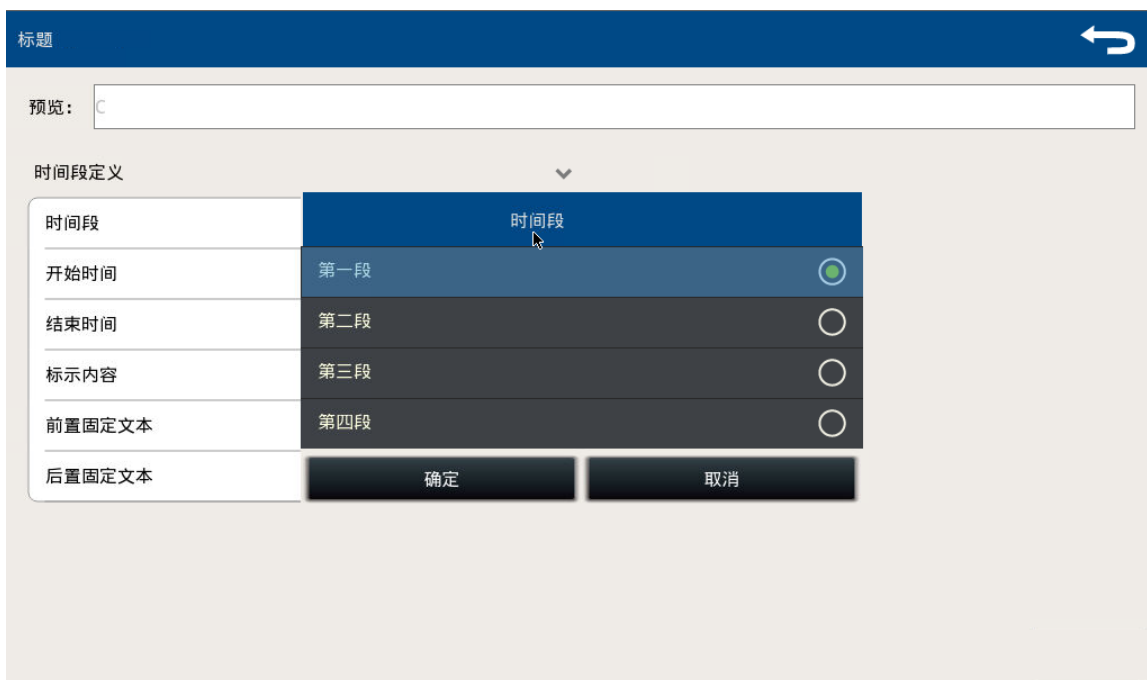 标题
预览: C
时间段定义
时间段
时间段
开始时间
第一段
结束时间
第二段
标示内容
第三段
前置固定文本
第四段
后置固定文本
确定
取消